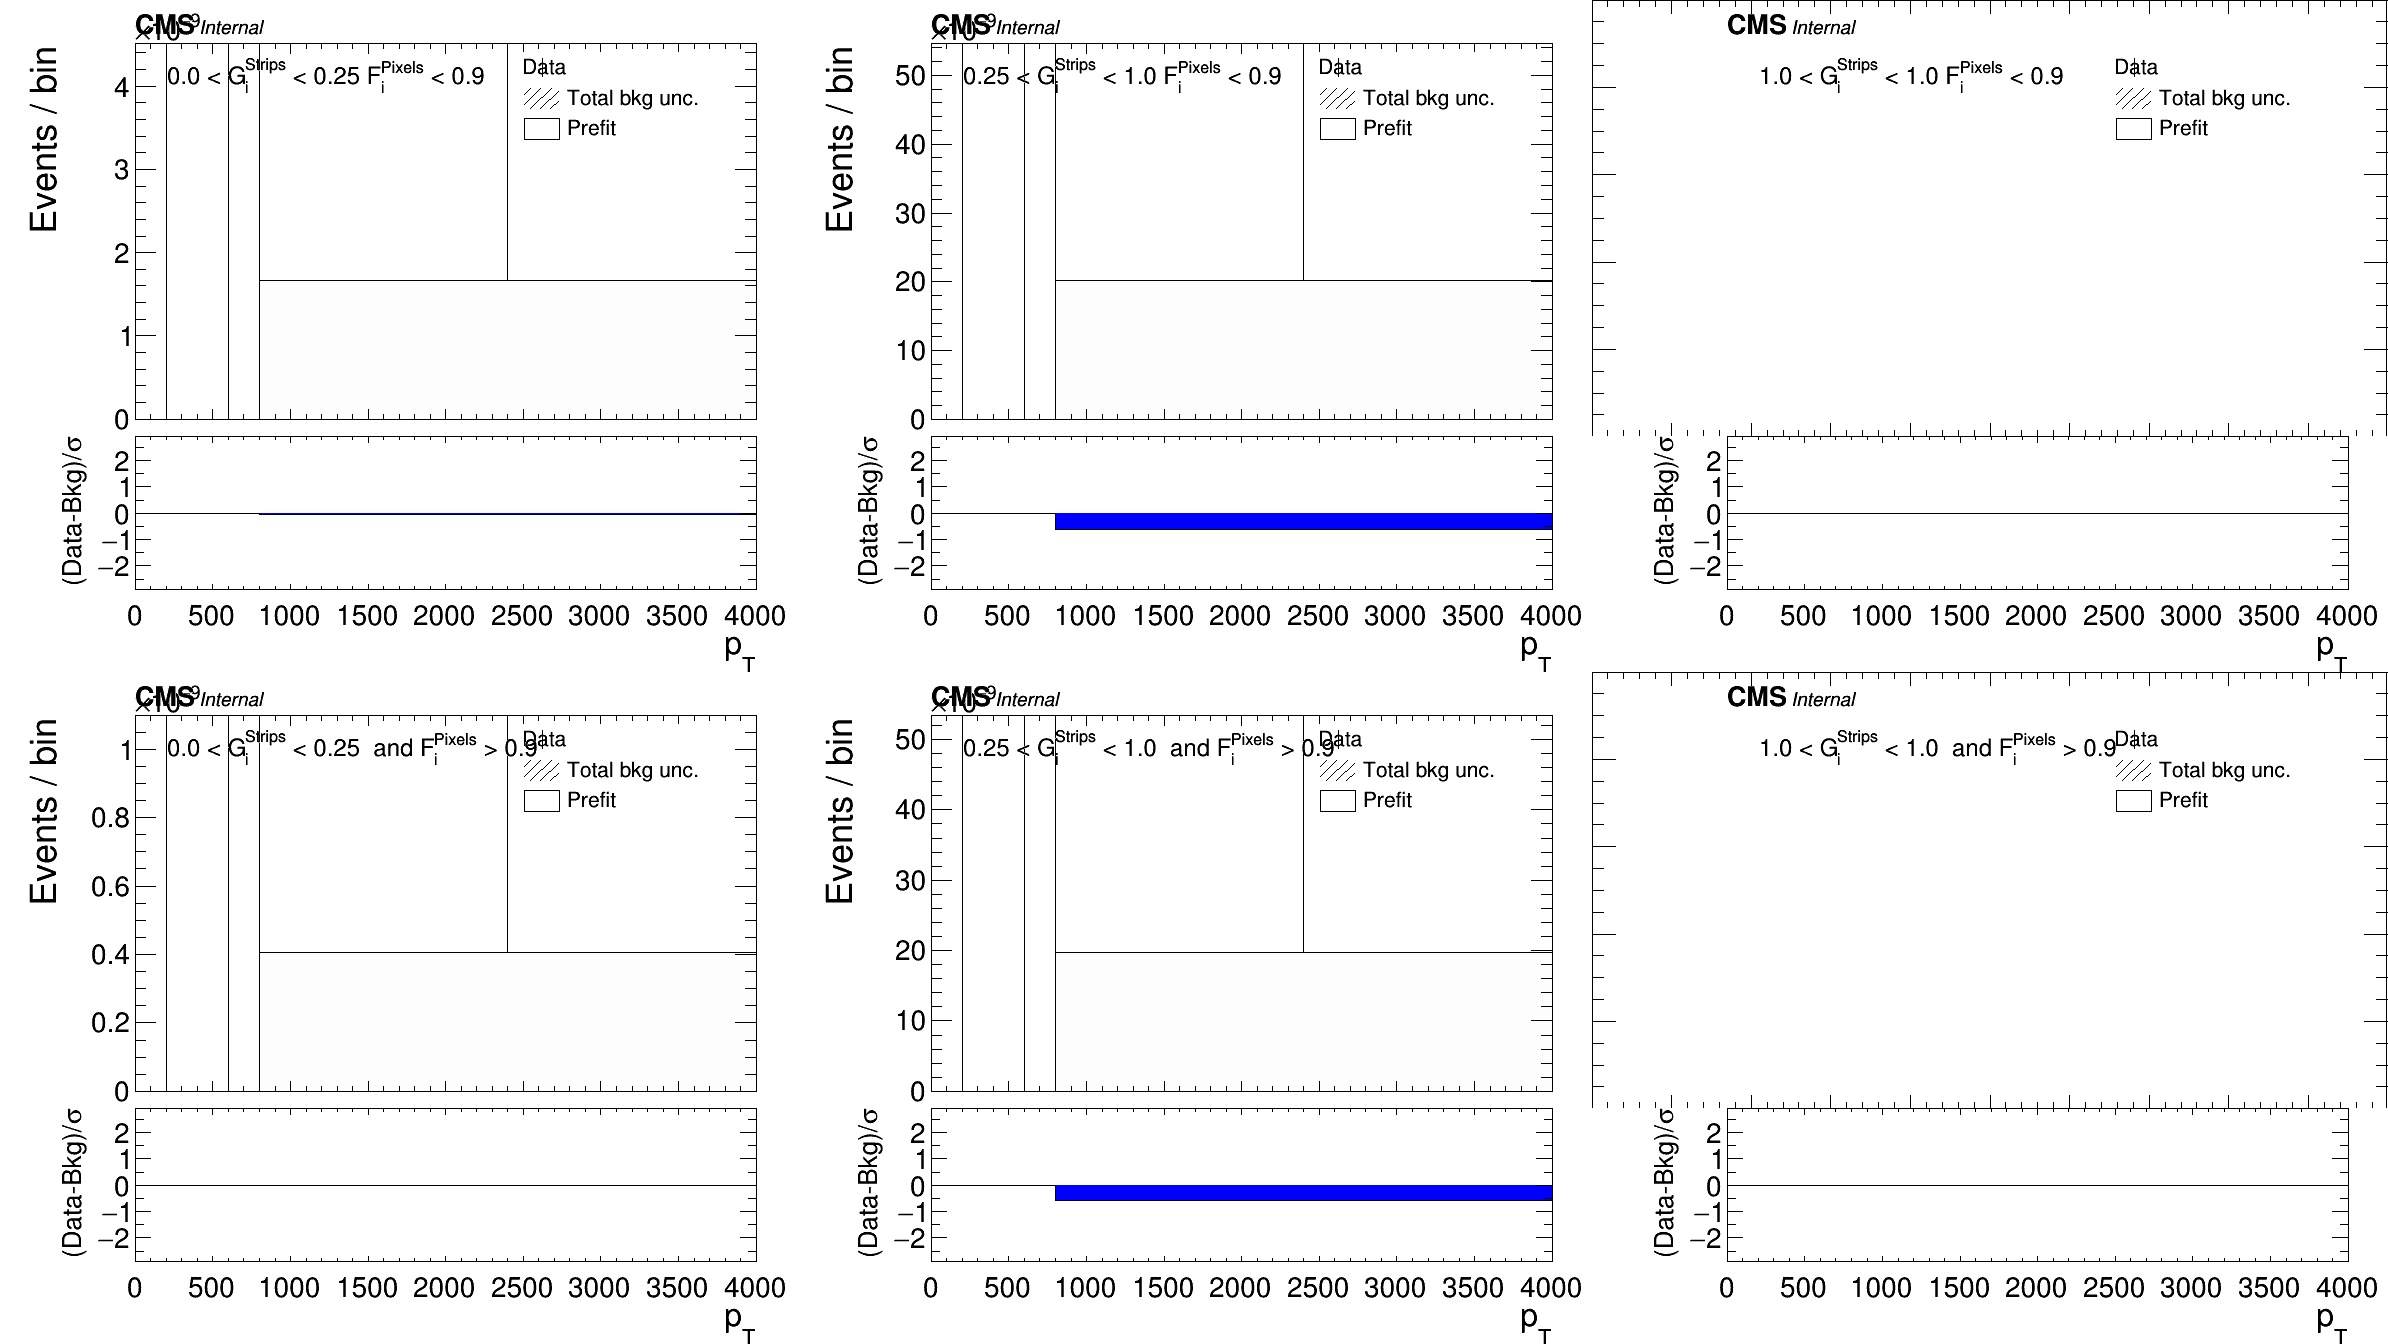 CMS Internal
×10⁹
0.0 < G_i^Strips < 0.25 F_i^Pixels < 0.9
Data
Total bkg unc.
Prefit
Events / bin
4
3
2
1
0
(Data-Bkg)/σ
2
1
0
−1
−2
0 500 1000 1500 2000 2500 3000 3500 4000
p_T
CMS Internal
×10⁹
0.25 < G_i^Strips < 1.0 F_i^Pixels < 0.9
Data
Total bkg unc.
Prefit
Events / bin
50
40
30
20
10
0
(Data-Bkg)/σ
2
1
0
−1
−2
0 500 1000 1500 2000 2500 3000 3500 4000
p_T
CMS Internal
1.0 < G_i^Strips < 1.0 F_i^Pixels < 0.9
Data
Total bkg unc.
Prefit
(Data-Bkg)/σ
2
1
0
−1
−2
0 500 1000 1500 2000 2500 3000 3500 4000
p_T
CMS Internal
×10⁹
0.0 < G_i^Strips < 0.25 and F_i^Pixels > 0.9
Data
Total bkg unc.
Prefit
Events / bin
1
0.8
0.6
0.4
0.2
0
(Data-Bkg)/σ
2
1
0
−1
−2
0 500 1000 1500 2000 2500 3000 3500 4000
p_T
CMS Internal
×10⁹
0.25 < G_i^Strips < 1.0 and F_i^Pixels > 0.9
Data
Total bkg unc.
Prefit
Events / bin
50
40
30
20
10
0
(Data-Bkg)/σ
2
1
0
−1
−2
0 500 1000 1500 2000 2500 3000 3500 4000
p_T
CMS Internal
1.0 < G_i^Strips < 1.0 and F_i^Pixels > 0.9
Data
Total bkg unc.
Prefit
(Data-Bkg)/σ
2
1
0
−1
−2
0 500 1000 1500 2000 2500 3000 3500 4000
p_T